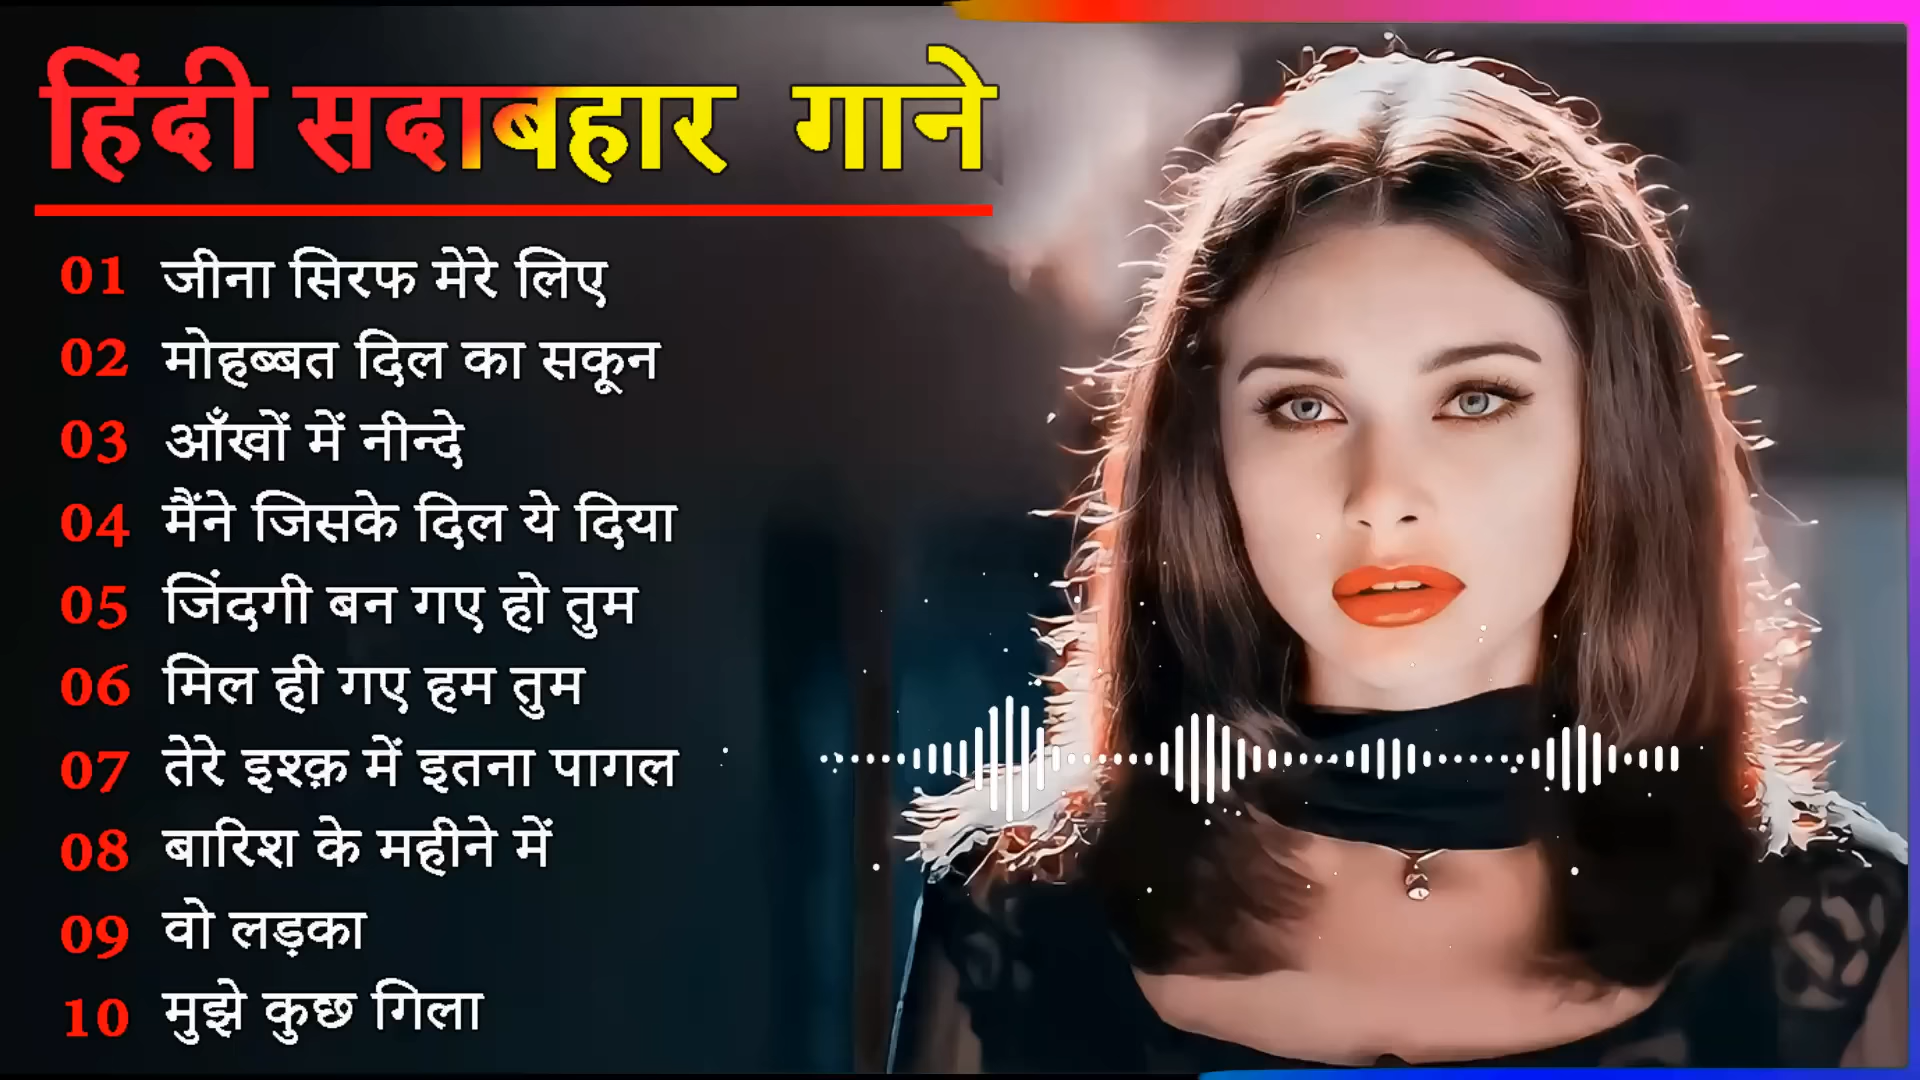 हिंदी सदाबहार गाने
01 जीना सिरफ मेरे लिए
02 मोहब्बत दिल का सकून
03 आँखों में नीन्दे
04 मैंने जिसके दिल ये दिया
05 जिंदगी बन गए हो तुम
06 मिल ही गए हम तुम
07 तेरे इश्क़ में इतना पागल
08 बारिश के महीने में
09 वो लड़का
10 मुझे कुछ गिला